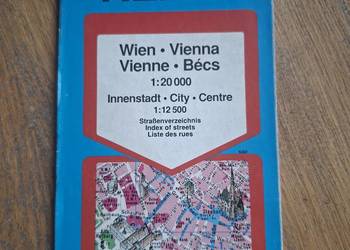 Wien • Vienna
Vienne • Bécs
1:20 000
Innenstadt • City • Centre
1:12 500
Straßenverzeichnis
Index of streets
Liste des rues